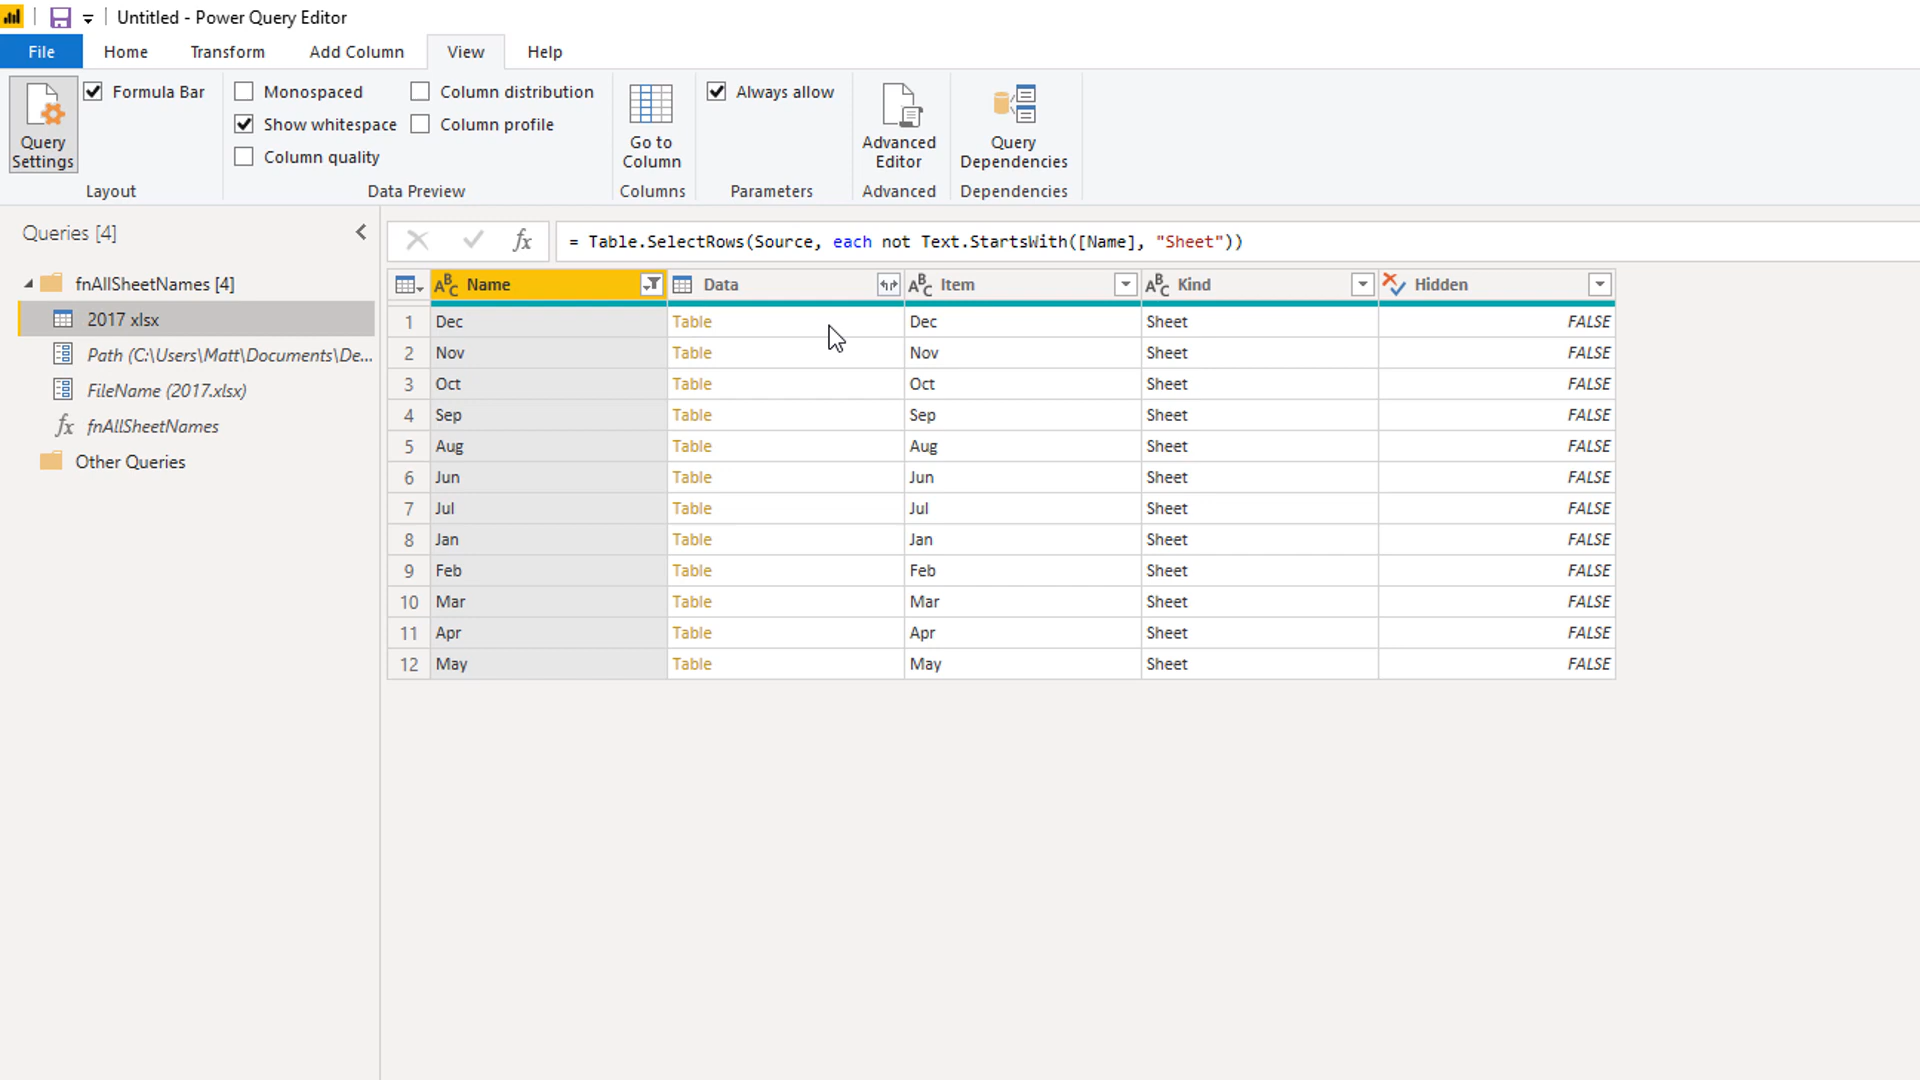 Untitled - Power Query Editor
File Home Transform Add Column View Help
Query Settings
Formula Bar
Layout
Monospaced
Show whitespace
Column quality
Column distribution
Column profile
Data Preview
Go to Column
Columns
Always allow
Parameters
Advanced Editor
Advanced
Query Dependencies
Dependencies
Queries [4]
fnAllSheetNames [4]
2017 xlsx
Path (C:\Users\Matt\Documents\De...
FileName (2017.xlsx)
fx fnAllSheetNames
Other Queries
fx = Table.SelectRows(Source, each not Text.StartsWith([Name], "Sheet"))
ABC Name Data ABC Item ABC Kind Hidden
1 Dec Table Dec Sheet FALSE
2 Nov Table Nov Sheet FALSE
3 Oct Table Oct Sheet FALSE
4 Sep Table Sep Sheet FALSE
5 Aug Table Aug Sheet FALSE
6 Jun Table Jun Sheet FALSE
7 Jul Table Jul Sheet FALSE
8 Jan Table Jan Sheet FALSE
9 Feb Table Feb Sheet FALSE
10 Mar Table Mar Sheet FALSE
11 Apr Table Apr Sheet FALSE
12 May Table May Sheet FALSE